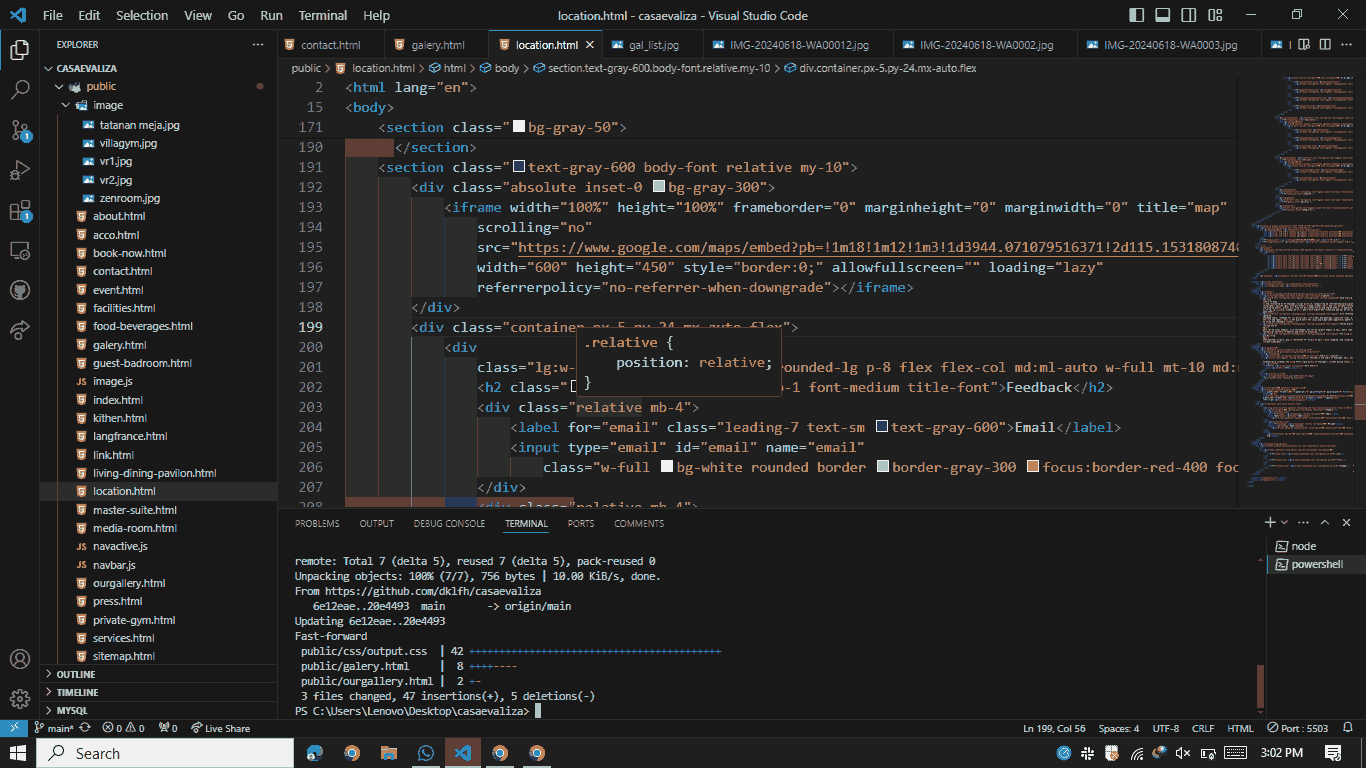 File Edit Selection View Go Run Terminal Help
location.html - casaevaliza - Visual Studio Code
EXPLORER
CASAEVALIZA
public
image
tatanan meja.jpg
villagym.jpg
vr1.jpg
vr2.jpg
zenroom.jpg
about.html
acco.html
book-now.html
contact.html
event.html
facilities.html
food-beverages.html
galery.html
guest-badroom.html
JS image.js
index.html
kithen.html
langfrance.html
link.html
living-dining-pavilon.html
location.html
master-suite.html
media-room.html
JS navactive.js
JS navbar.js
ourgallery.html
press.html
private-gym.html
services.html
sitemap.html
OUTLINE
TIMELINE
MYSQL
1
1
contact.html galery.html location.html gal_list.jpg IMG-20240618-WA00012.jpg IMG-20240618-WA0002.jpg IMG-20240618-WA0003.jpg
public > location.html > html > body > section.text-gray-600.body-font.relative.my-10 > div.container.px-5.py-24.mx-auto.flex
2 <html lang="en">
15 <body>
171 <section class="bg-gray-50">
190 </section>
191 <section class="text-gray-600 body-font relative my-10">
192 <div class="absolute inset-0 bg-gray-300">
193 <iframe width="100%" height="100%" frameborder="0" marginheight="0" marginwidth="0" title="map"
194 scrolling="no"
195 src="https://www.google.com/maps/embed?pb=!1m18!1m12!1m3!1d3944.071079516371!2d115.1531808740
196 width="600" height="450" style="border:0;" allowfullscreen="" loading="lazy"
197 referrerpolicy="no-referrer-when-downgrade"></iframe>
198 </div>
199 <div class="container px-5 py-24 mx-auto flex">
200 <div
201 class="lg:w- rounded-lg p-8 flex flex-col md:ml-auto w-full mt-10 md:
202 <h2 class=" -1 font-medium title-font">Feedback</h2>
203 <div class="relative mb-4">
204 <label for="email" class="leading-7 text-sm text-gray-600">Email</label>
205 <input type="email" id="email" name="email"
206 class="w-full bg-white rounded border border-gray-300 focus:border-red-400 foc
207 </div>
208 <div class="relative mb-4">
.relative {
position: relative;
}
PROBLEMS OUTPUT DEBUG CONSOLE TERMINAL PORTS COMMENTS
remote: Total 7 (delta 5), reused 7 (delta 5), pack-reused 0
Unpacking objects: 100% (7/7), 756 bytes | 10.00 KiB/s, done.
From https://github.com/dklfh/casaevaliza
6e12eae..20e4493 main -> origin/main
Updating 6e12eae..20e4493
Fast-forward
public/css/output.css | 42 ++++++++++++++++++++++++++++++++++++++++++
public/galery.html | 8 ++++----
public/ourgallery.html | 2 +-
3 files changed, 47 insertions(+), 5 deletions(-)
PS C:\Users\Lenovo\Desktop\casaevaliza>
node
powershell
main* 0 0 0 Live Share
Ln 199, Col 56 Spaces: 4 UTF-8 CRLF HTML Port : 5503
Search
3:02 PM